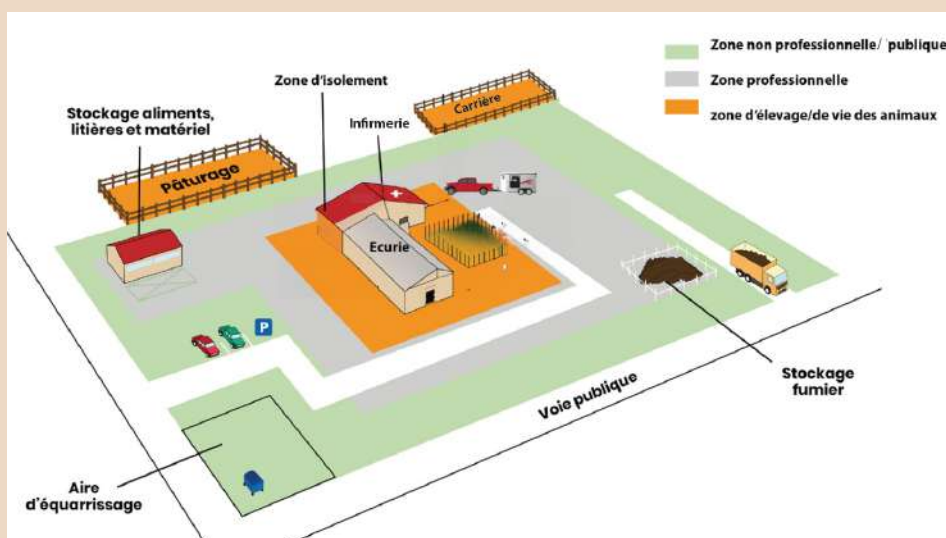 Zone non professionnelle/ publique
Zone professionnelle
zone d'élevage/de vie des animaux
Zone d'isolement
Carrière
Stockage aliments,
litières et matériel
Infirmerie
Pâturage
Ecurie
P
Stockage
fumier
Voie publique
Aire
d'équarrissage